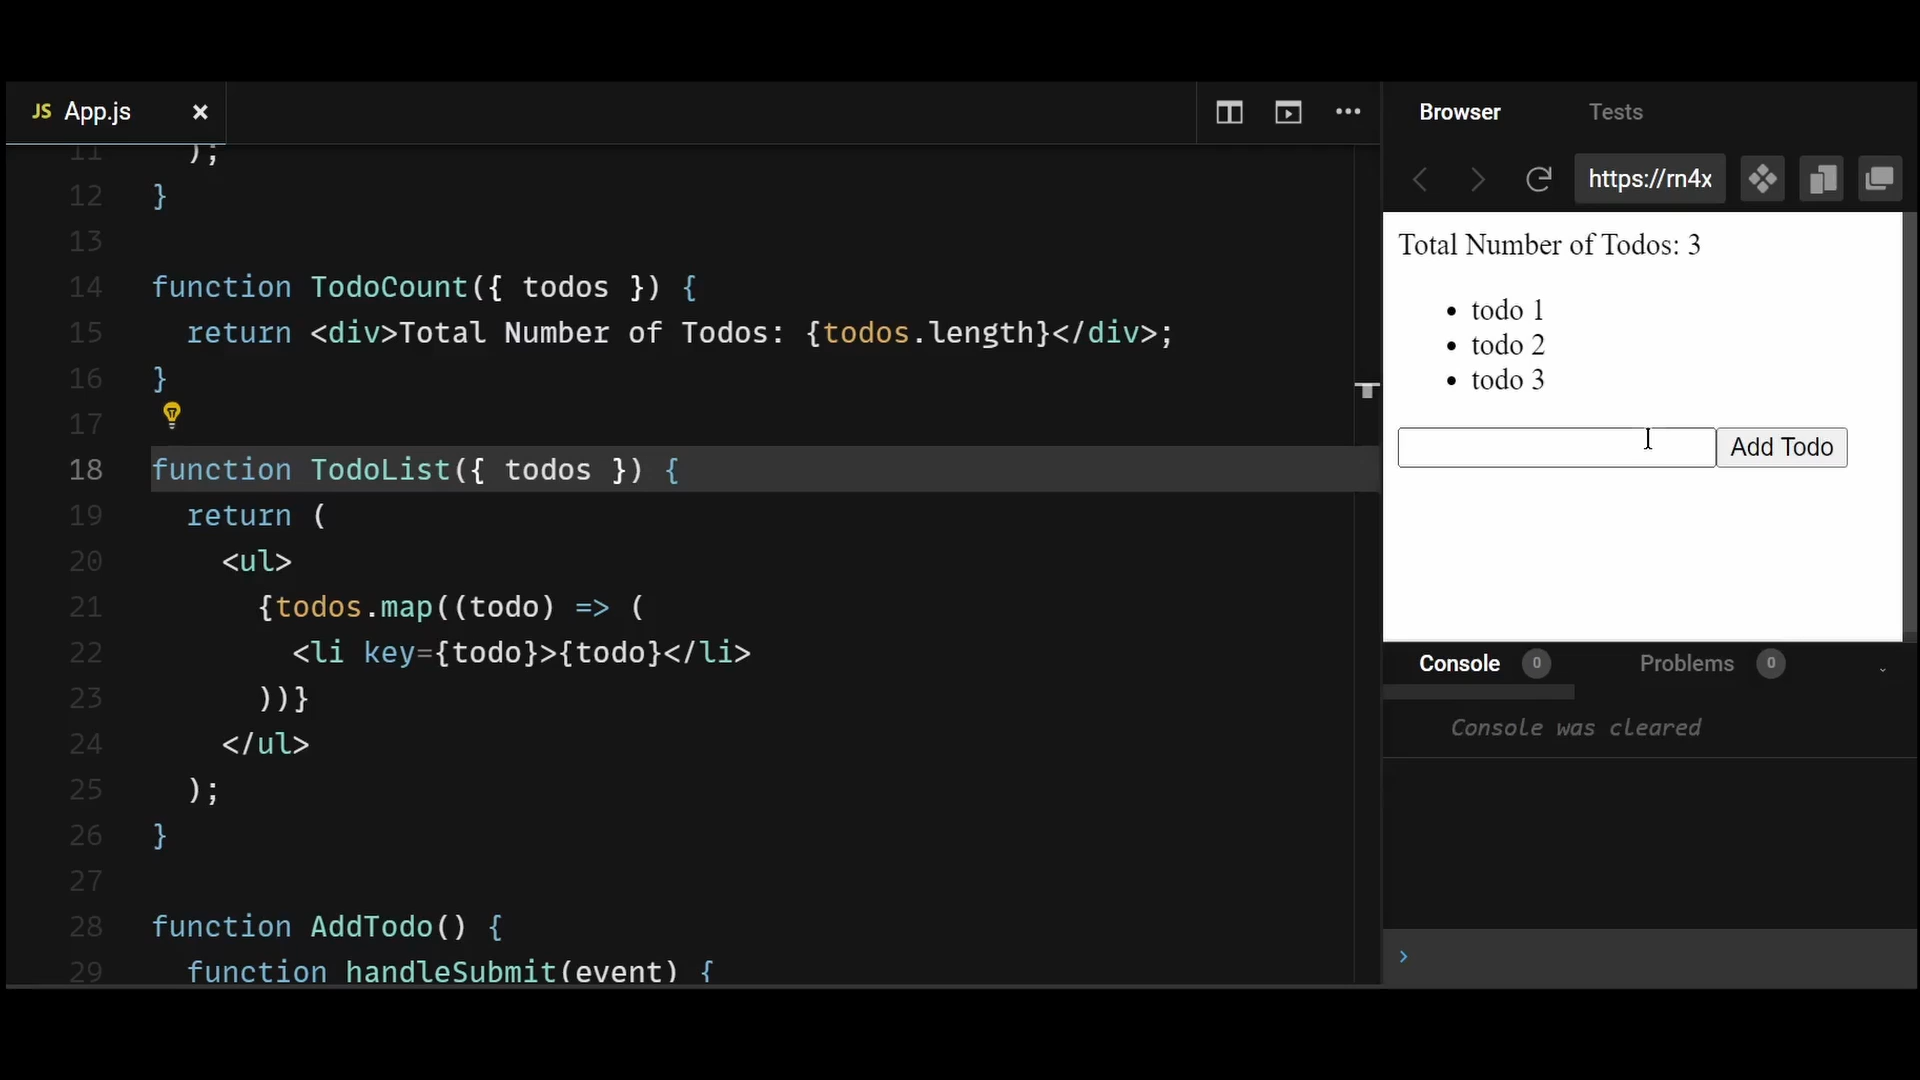 JS App.js ×
11 );
12 }
13
14 function TodoCount({ todos }) {
15 return <div>Total Number of Todos: {todos.length}</div>;
16 }
17
18 function TodoList({ todos }) {
19 return (
20 <ul>
21 {todos.map((todo) => (
22 <li key={todo}>{todo}</li>
23 ))}
24 </ul>
25 );
26 }
27
28 function AddTodo() {
29 function handleSubmit(event) {
Browser Tests
https://rn4x
Total Number of Todos: 3
• todo 1
• todo 2
• todo 3
Add Todo
Console 0 Problems 0
Console was cleared
›